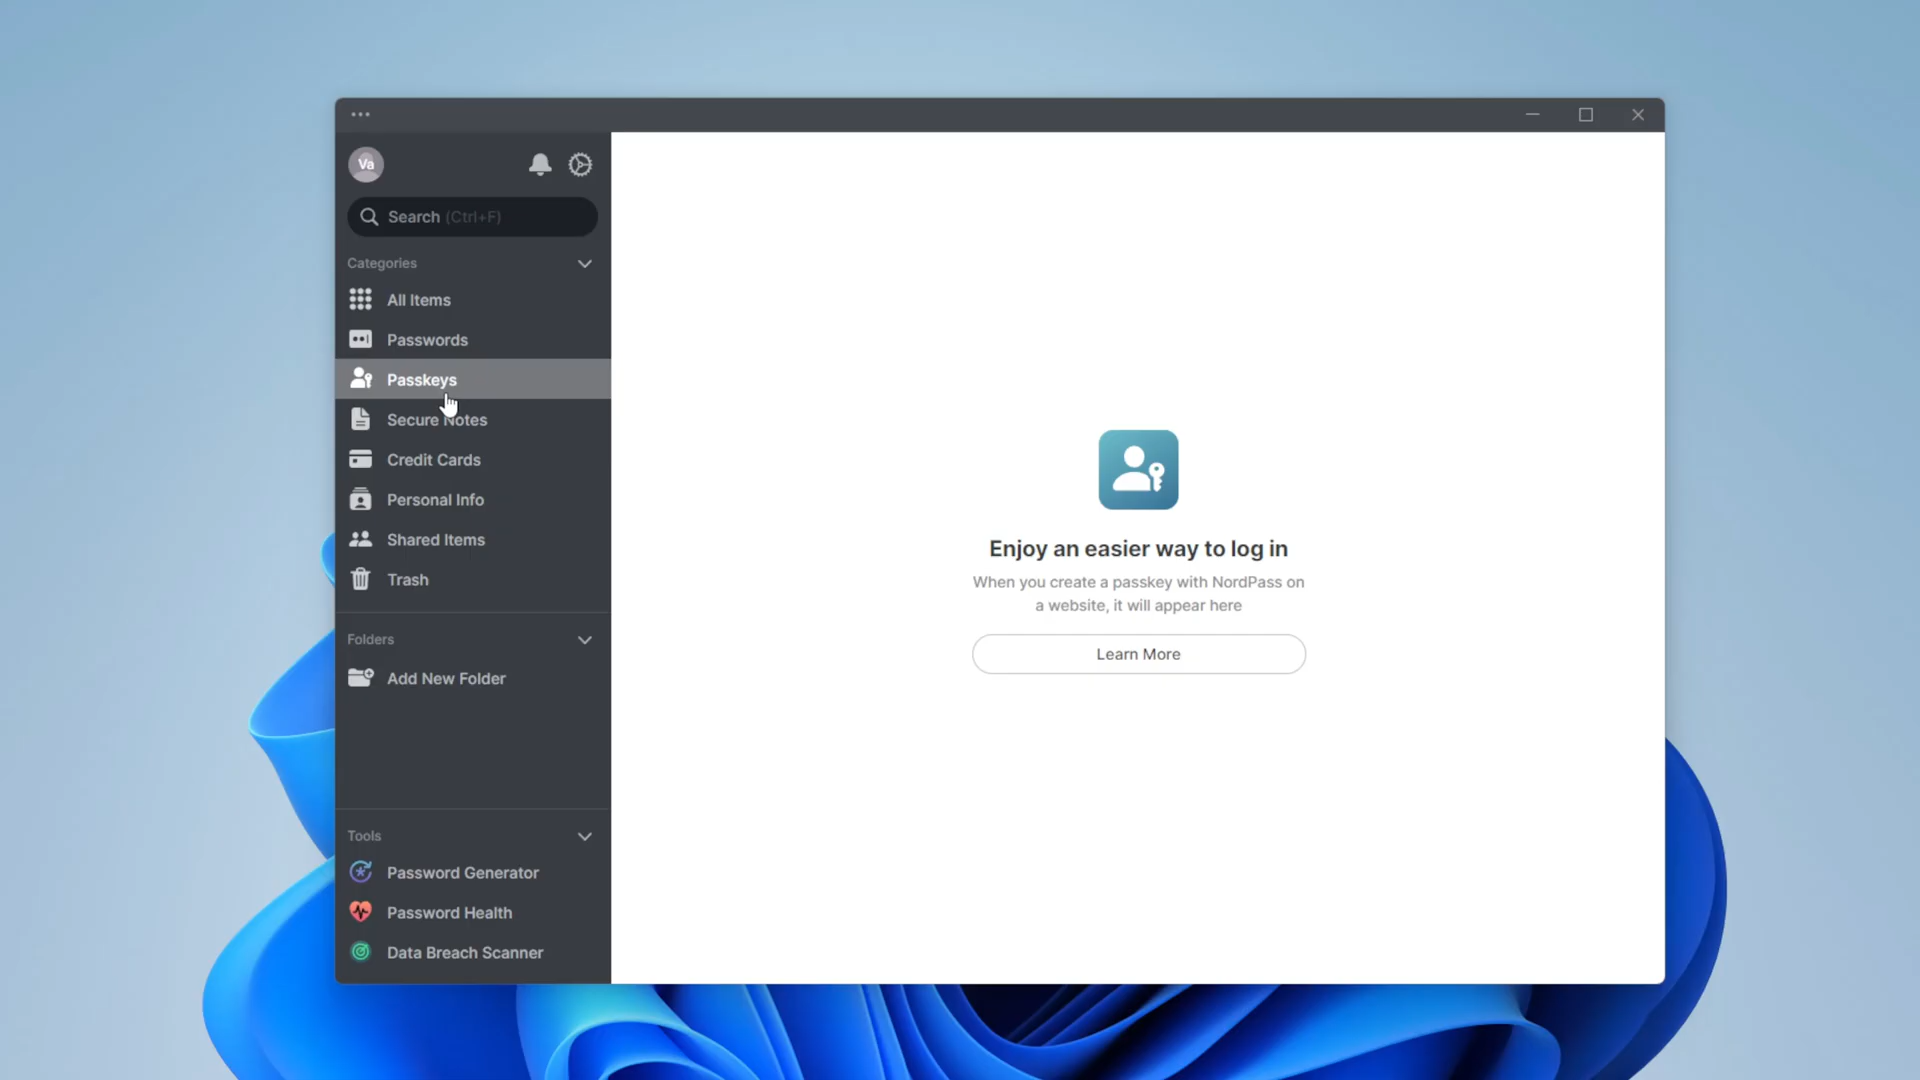 Va
Search (Ctrl+F)
Categories
All Items
Passwords
Passkeys
Secure Notes
Credit Cards
Personal Info
Shared Items
Trash
Folders
Add New Folder
Tools
Password Generator
Password Health
Data Breach Scanner
Enjoy an easier way to log in
When you create a passkey with NordPass on
a website, it will appear here
Learn More